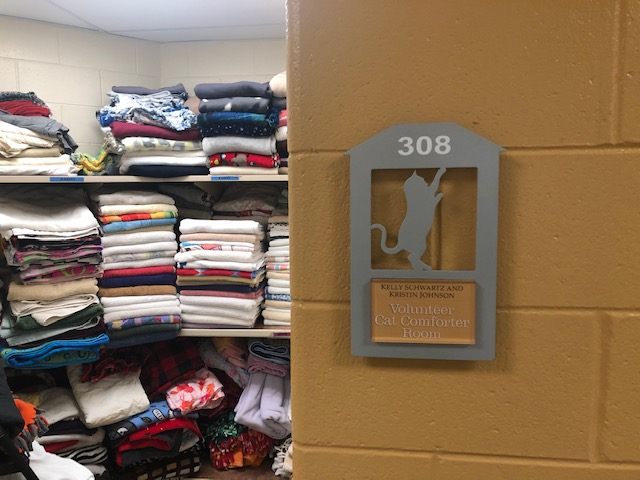 308
KELLY SCHWARTZ AND
KRISTIN JOHNSON
Volunteer
Cat Comforter
Room